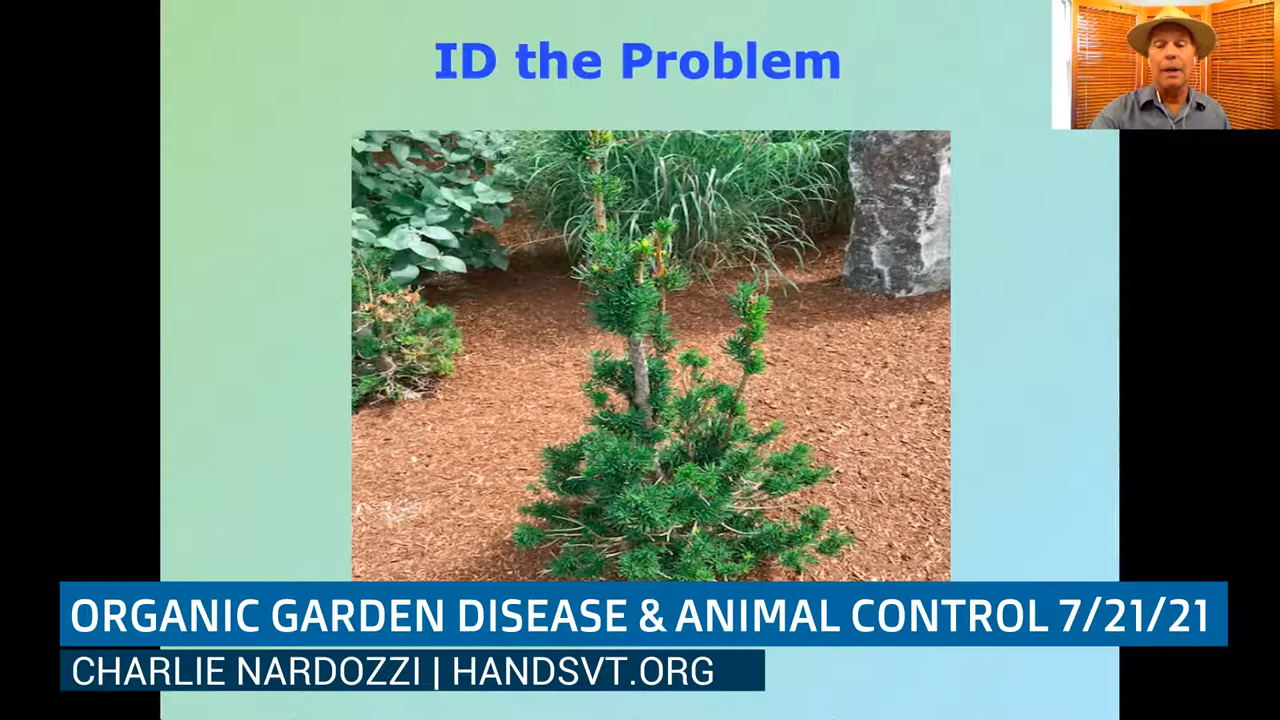 ID the Problem
ORGANIC GARDEN DISEASE & ANIMAL CONTROL 7/21/21
CHARLIE NARDOZZI | HANDSVT.ORG